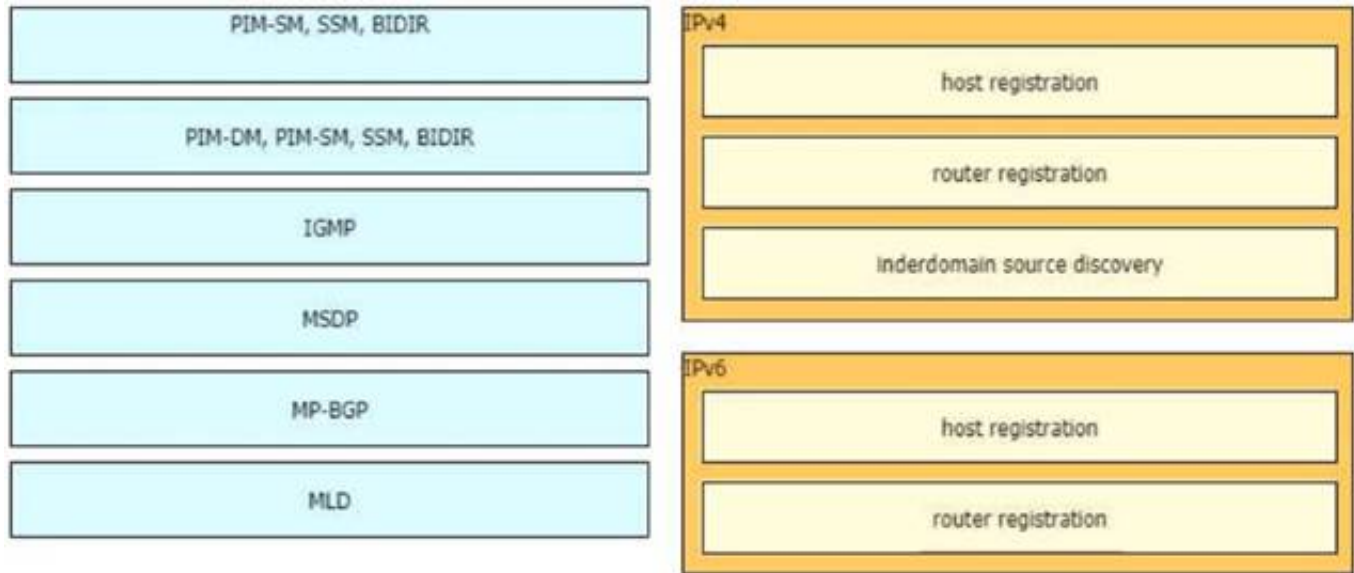 PIM-SM, SSM, BIDIR
PIM-DM, PIM-SM, SSM, BIDIR
IGMP
MSDP
MP-BGP
MLD
IPv4
host registration
router registration
inderdomain source discovery
IPv6
host registration
router registration